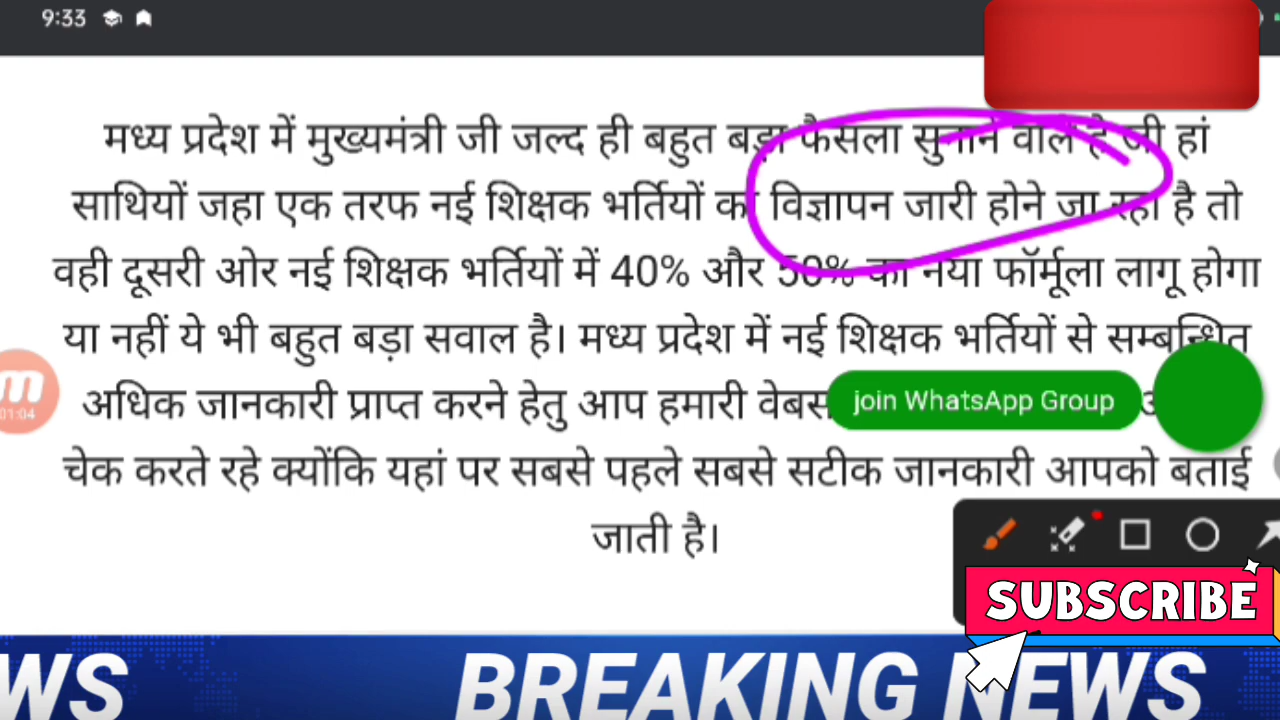 9:33
मध्य प्रदेश में मुख्यमंत्री जी जल्द ही बहुत बड़ा फैसला सुनाने वाले है जी हां
साथियों जहा एक तरफ नई शिक्षक भर्तियों का विज्ञापन जारी होने जा रहा है तो
वही दूसरी ओर नई शिक्षक भर्तियों में 40% और 50% का नया फॉर्मूला लागू होगा
या नहीं ये भी बहुत बड़ा सवाल है। मध्य प्रदेश में नई शिक्षक भर्तियों से सम्बन्धित
अधिक जानकारी प्राप्त करने हेतु आप हमारी
join WhatsApp Group
01:04
चेक करते रहे क्योंकि यहां पर सबसे पहले सबसे सटीक जानकारी आपको बताई
जाती है।
SUBSCRIBE
WS BREAKING NEWS